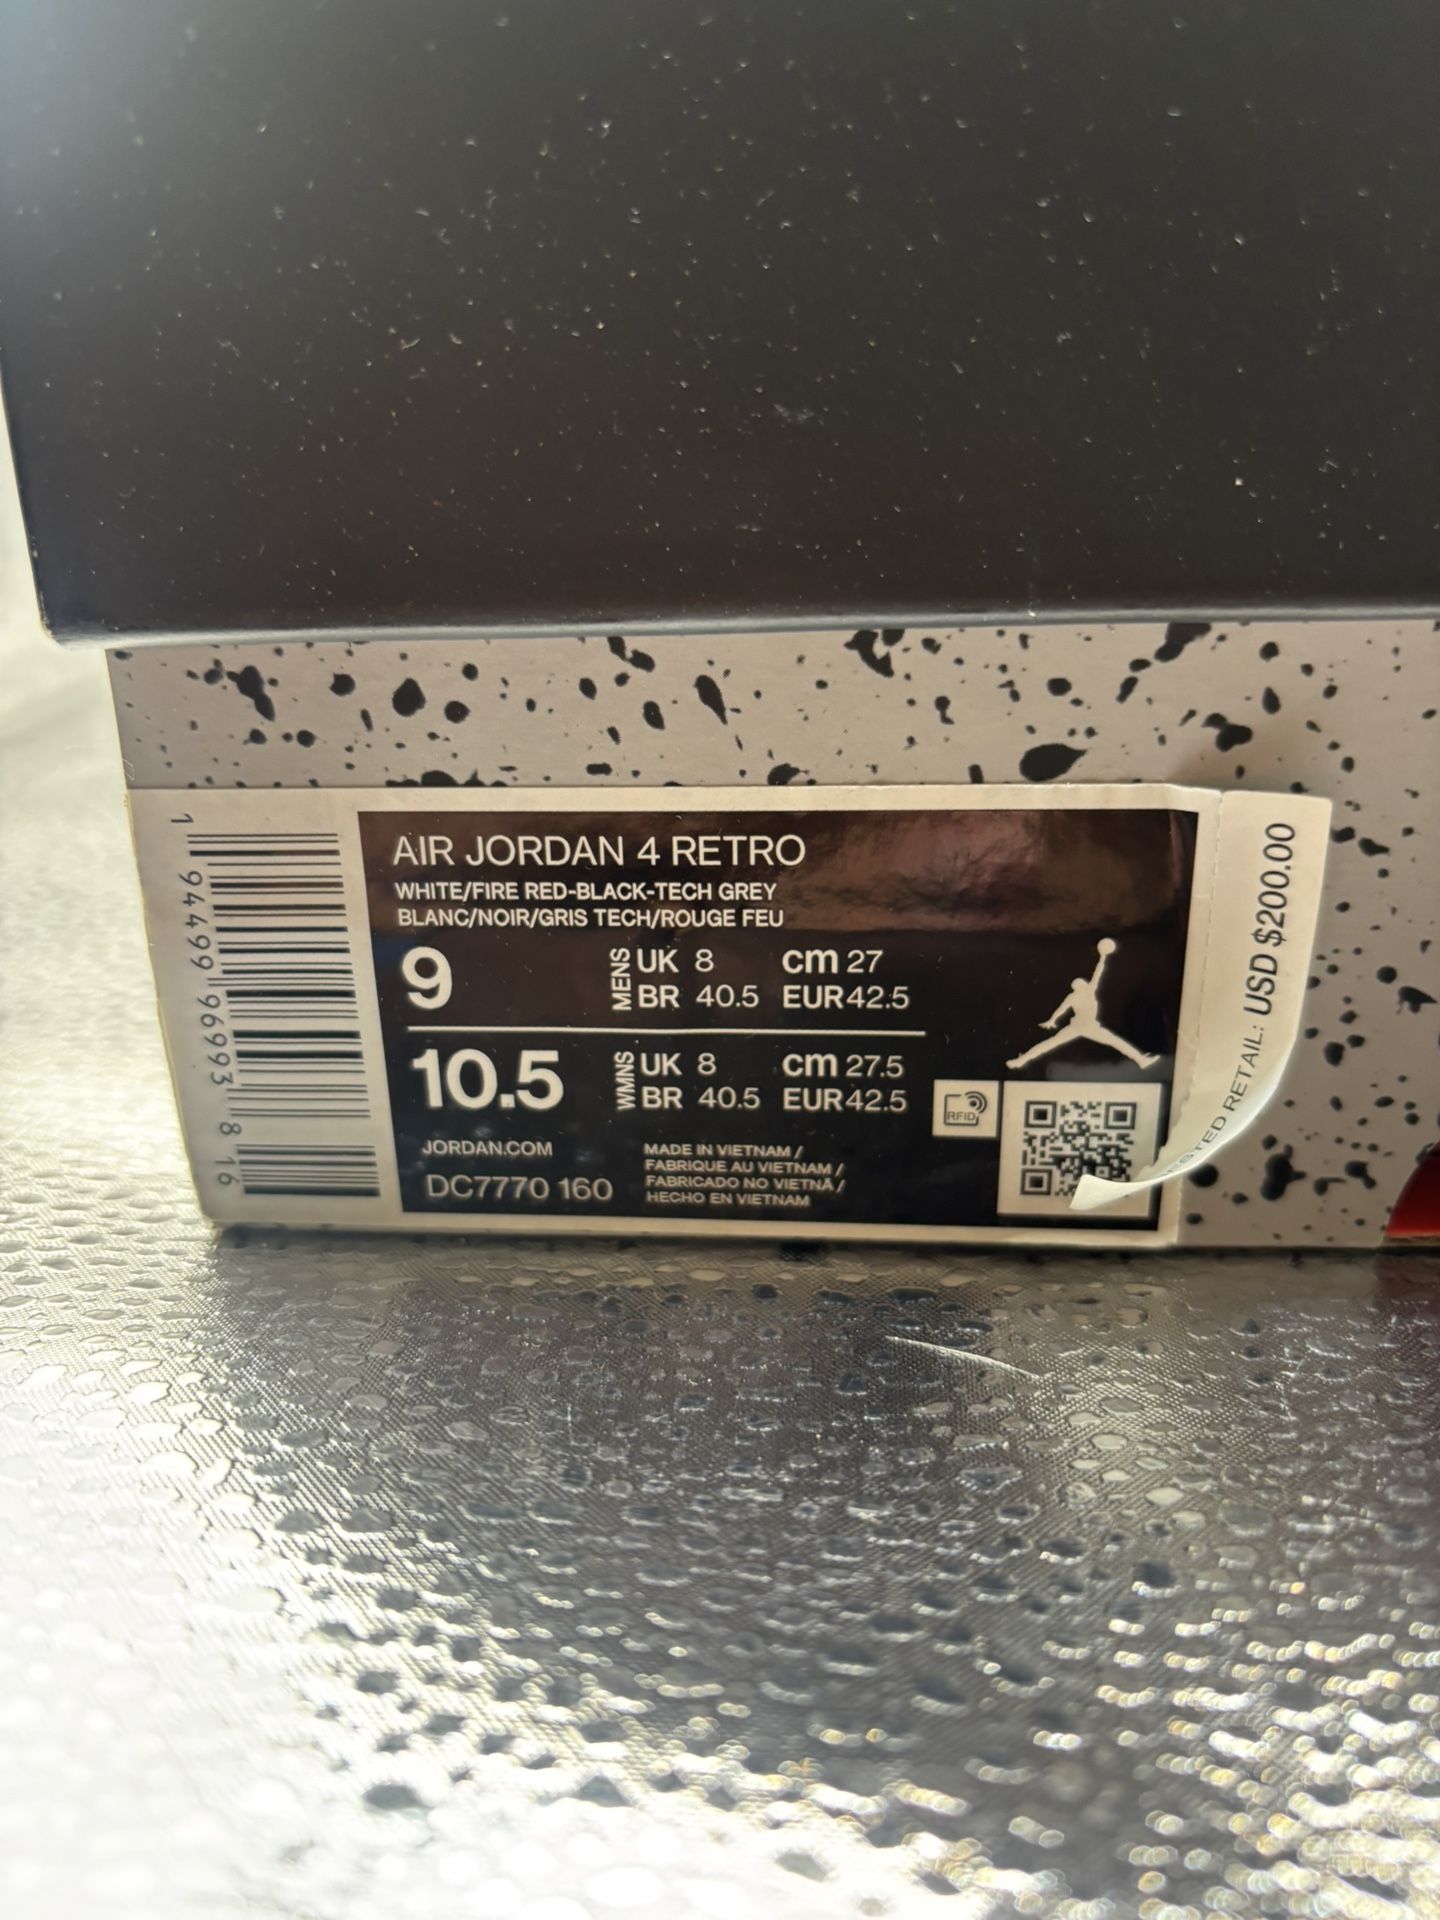 AIR JORDAN 4 RETRO
WHITE/FIRE RED-BLACK-TECH GREY
BLANC/NOIR/GRIS TECH/ROUGE FEU
9 MENS UK 8 cm 27
BR 40.5 EUR 42.5
10.5 WMNS UK 8 cm 27.5
BR 40.5 EUR 42.5
RFID
JORDAN.COM
DC7770 160
MADE IN VIETNAM /
FABRIQUE AU VIETNAM /
FABRICADO NO VIETNÃ /
HECHO EN VIETNAM
1 94499 96993 8 16
RETAIL: USD $200.00